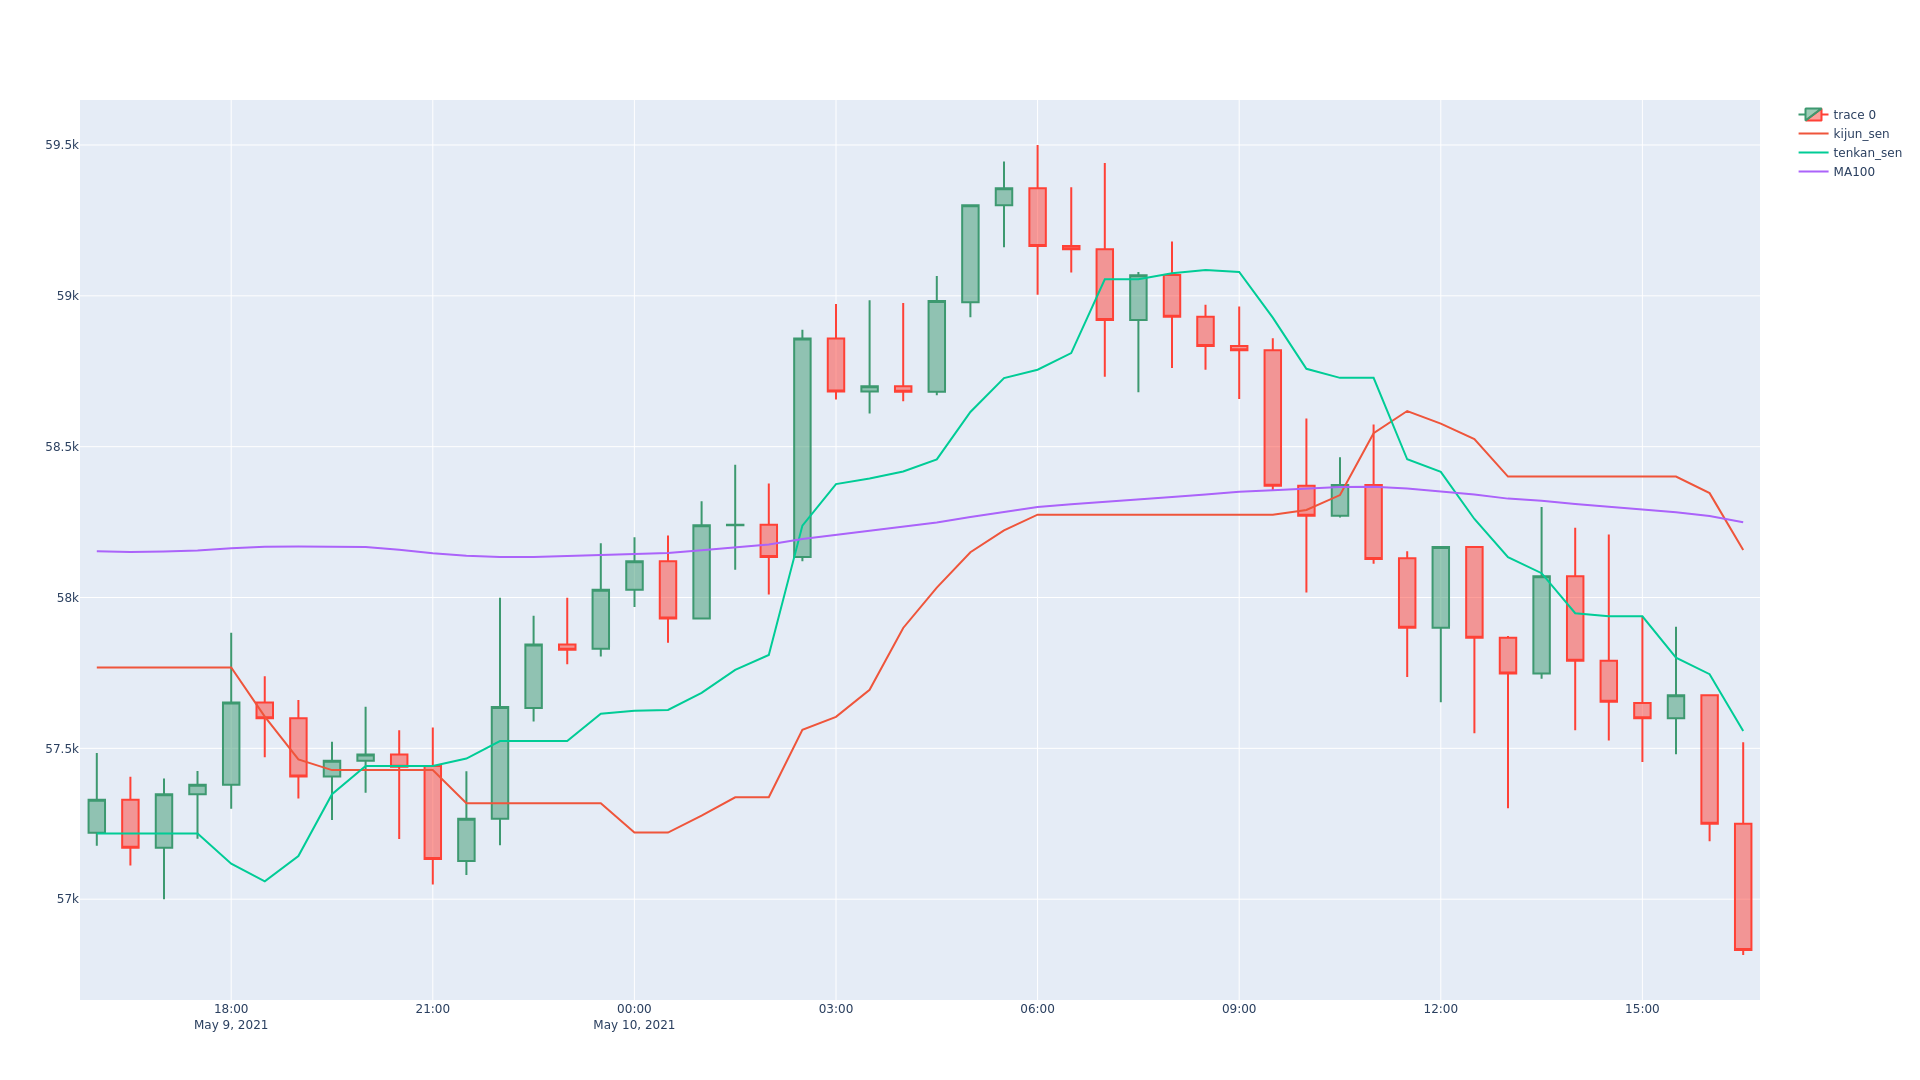 59.5k
59k
58.5k
58k
57.5k
57k
18:00
May 9, 2021
21:00
00:00
May 10, 2021
03:00
06:00
09:00
12:00
15:00
trace 0
kijun_sen
tenkan_sen
MA100